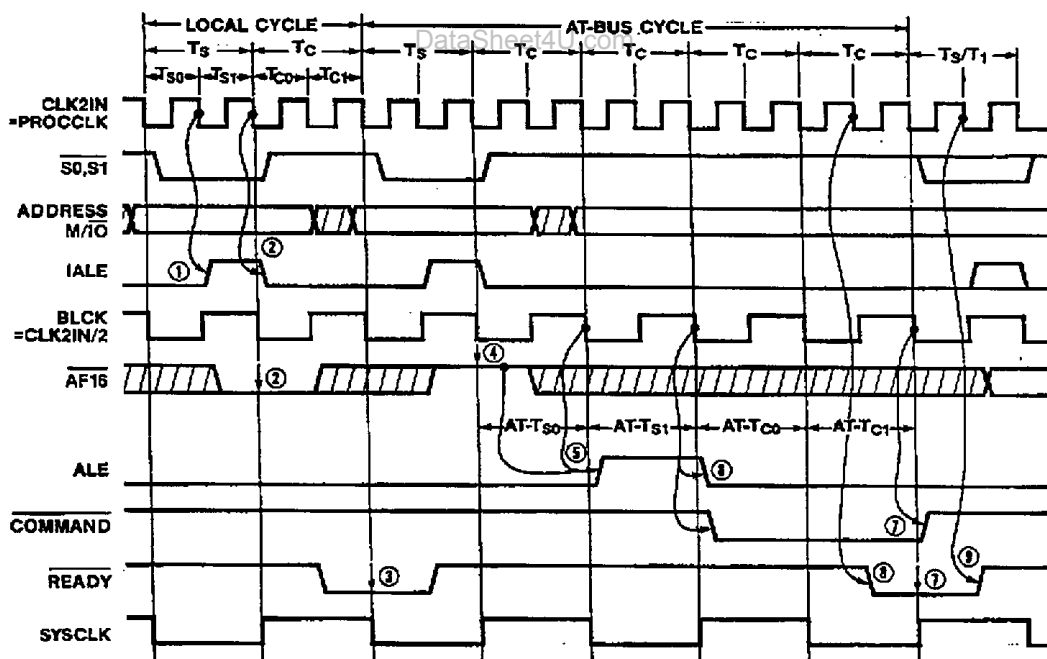 LOCAL CYCLE AT-BUS CYCLE
DataSheet4U.com
TS TC TS TC TC TC TC TS/T1
TS0 TS1 TC0 TC1
CLK2IN
=PROCCLK
S0,S1
ADDRESS
M/IO
②
①
IALE
BLCK
=CLK2IN/2
④
AF16
②
AT-TS0 AT-TS1 AT-TC0 AT-TC1
⑤
ALE
⑧
COMMAND
⑦
⑨
READY
③
⑧
⑦
SYSCLK